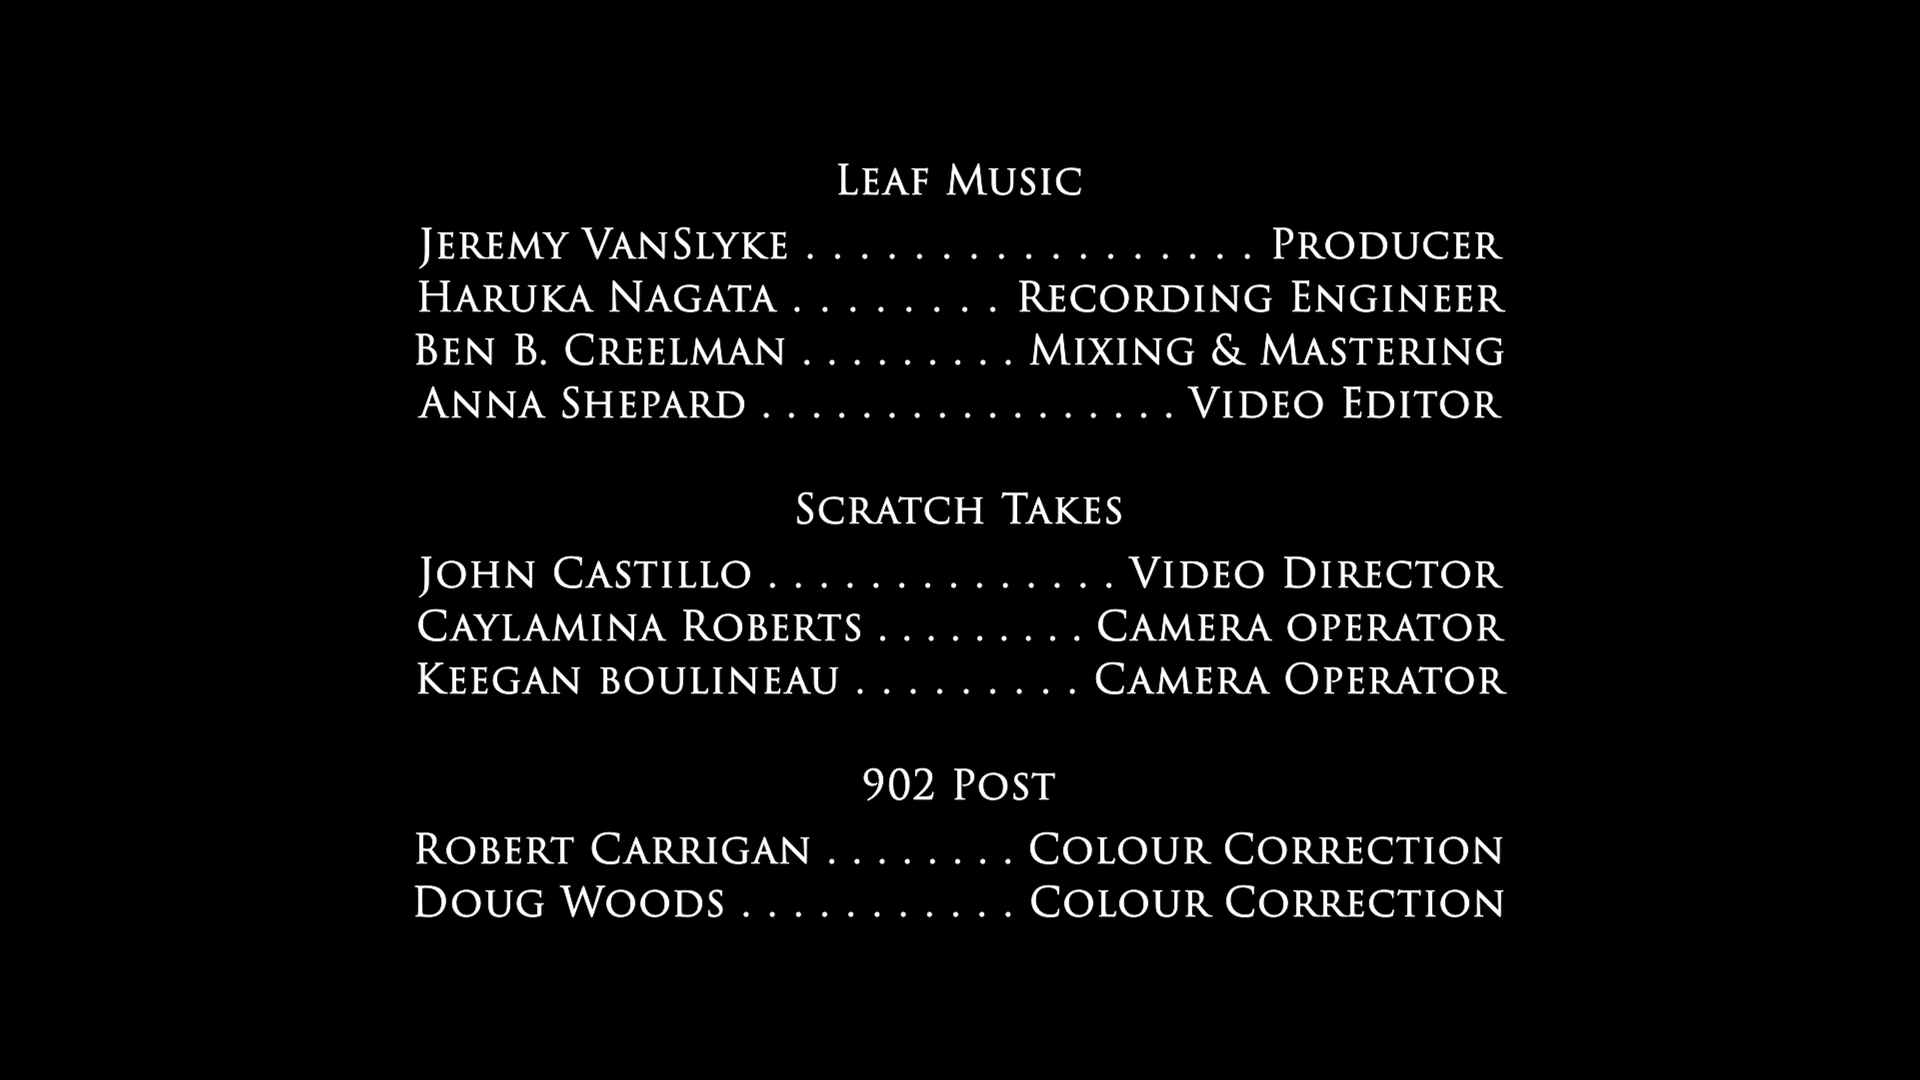 Leaf Music
Jeremy VanSlyke . . . . . . . . . . . . . . . . . Producer
Haruka Nagata . . . . . . . . Recording Engineer
Ben B. Creelman . . . . . . . . . Mixing & Mastering
Anna Shepard . . . . . . . . . . . . . . . . . Video Editor
Scratch Takes
John Castillo . . . . . . . . . . . . . . Video Director
Caylamina Roberts . . . . . . . . . Camera operator
Keegan boulineau . . . . . . . . . Camera Operator
902 Post
Robert Carrigan . . . . . . . . Colour Correction
Doug Woods . . . . . . . . . . . Colour Correction